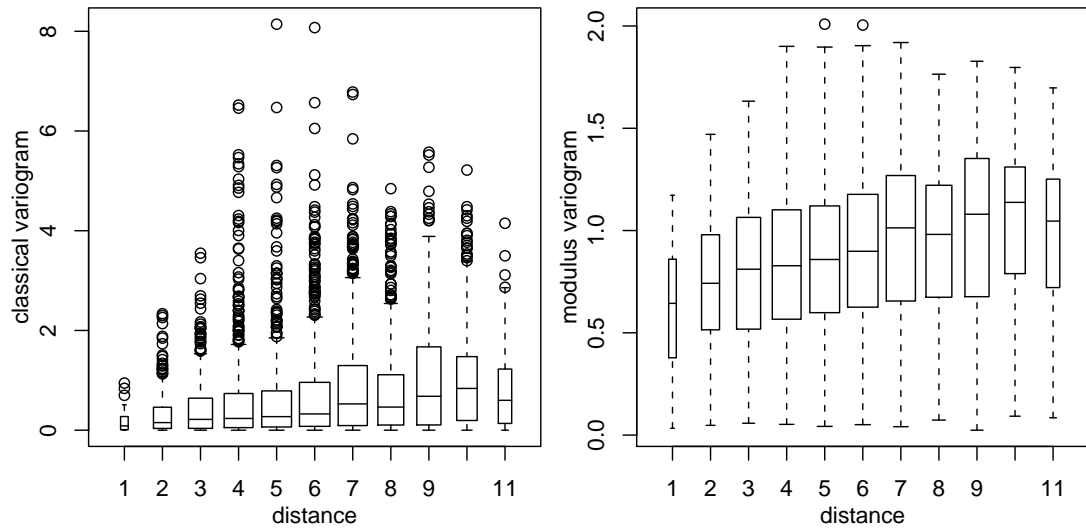 classical variogram
8
6
4
2
0
1 2 3 4 5 6 7 8 9 11
distance
modulus variogram
2.0
1.5
1.0
0.5
0.0
1 2 3 4 5 6 7 8 9 11
distance